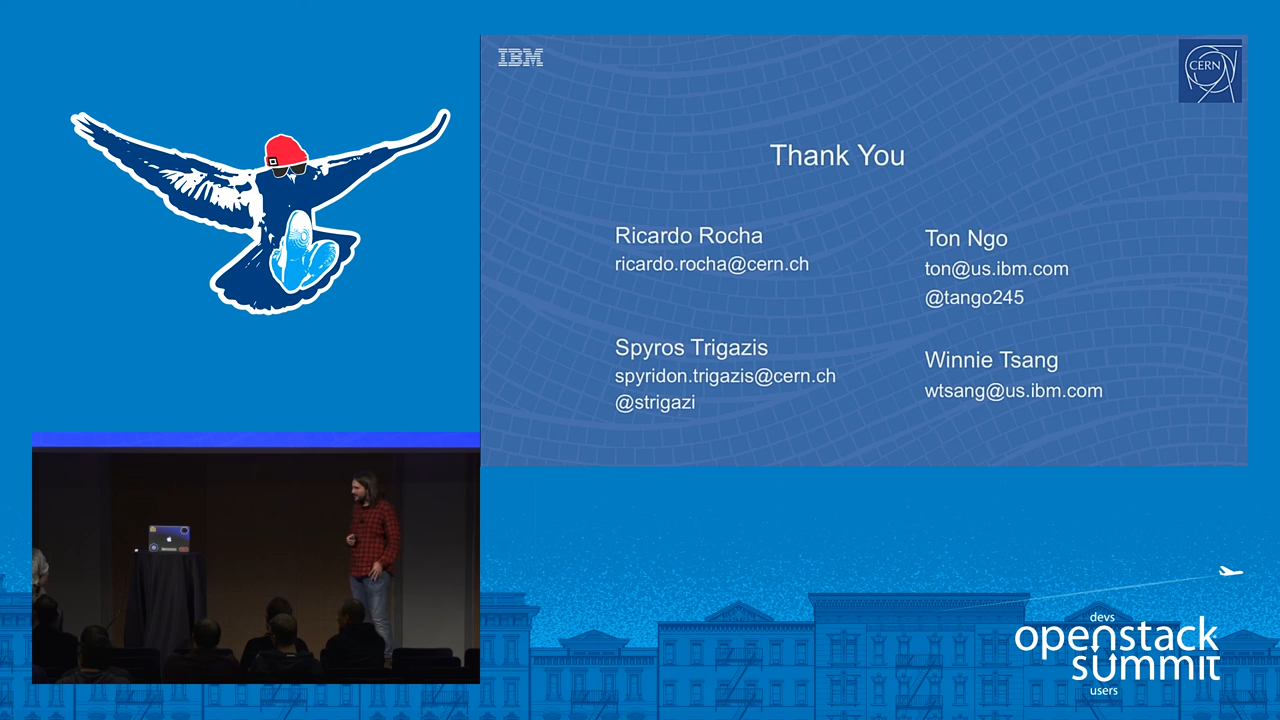 IBM
CERN
Thank You
Ricardo Rocha
ricardo.rocha@cern.ch
Ton Ngo
ton@us.ibm.com
@tango245
Spyros Trigazis
spyridon.trigazis@cern.ch
@strigazi
Winnie Tsang
wtsang@us.ibm.com
devs
openstack
summit
users